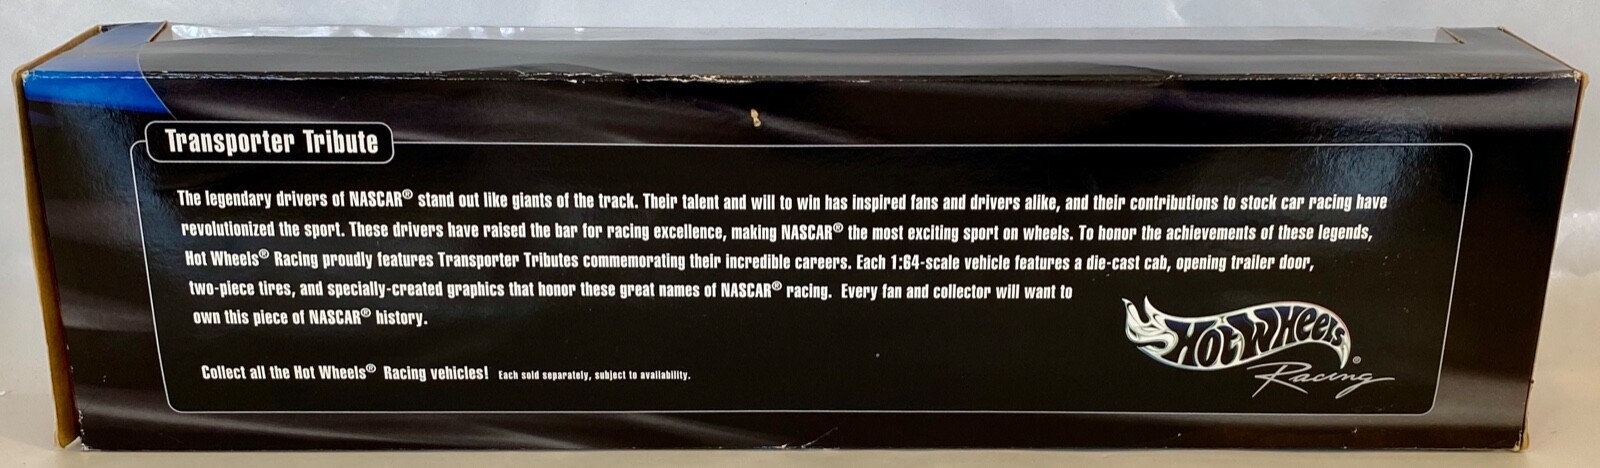 Transporter Tribute
The legendary drivers of NASCAR® stand out like giants of the track. Their talent and will to win has inspired fans and drivers alike, and their contributions to stock car racing have
revolutionized the sport. These drivers have raised the bar for racing excellence, making NASCAR® the most exciting sport on wheels. To honor the achievements of these legends,
Hot Wheels® Racing proudly features Transporter Tributes commemorating their incredible careers. Each 1:64-scale vehicle features a die-cast cab, opening trailer door,
two-piece tires, and specially-created graphics that honor these great names of NASCAR® racing. Every fan and collector will want to
own this piece of NASCAR® history.
Collect all the Hot Wheels® Racing vehicles! Each sold separately, subject to availability.
HOT WHEELS®
Racing